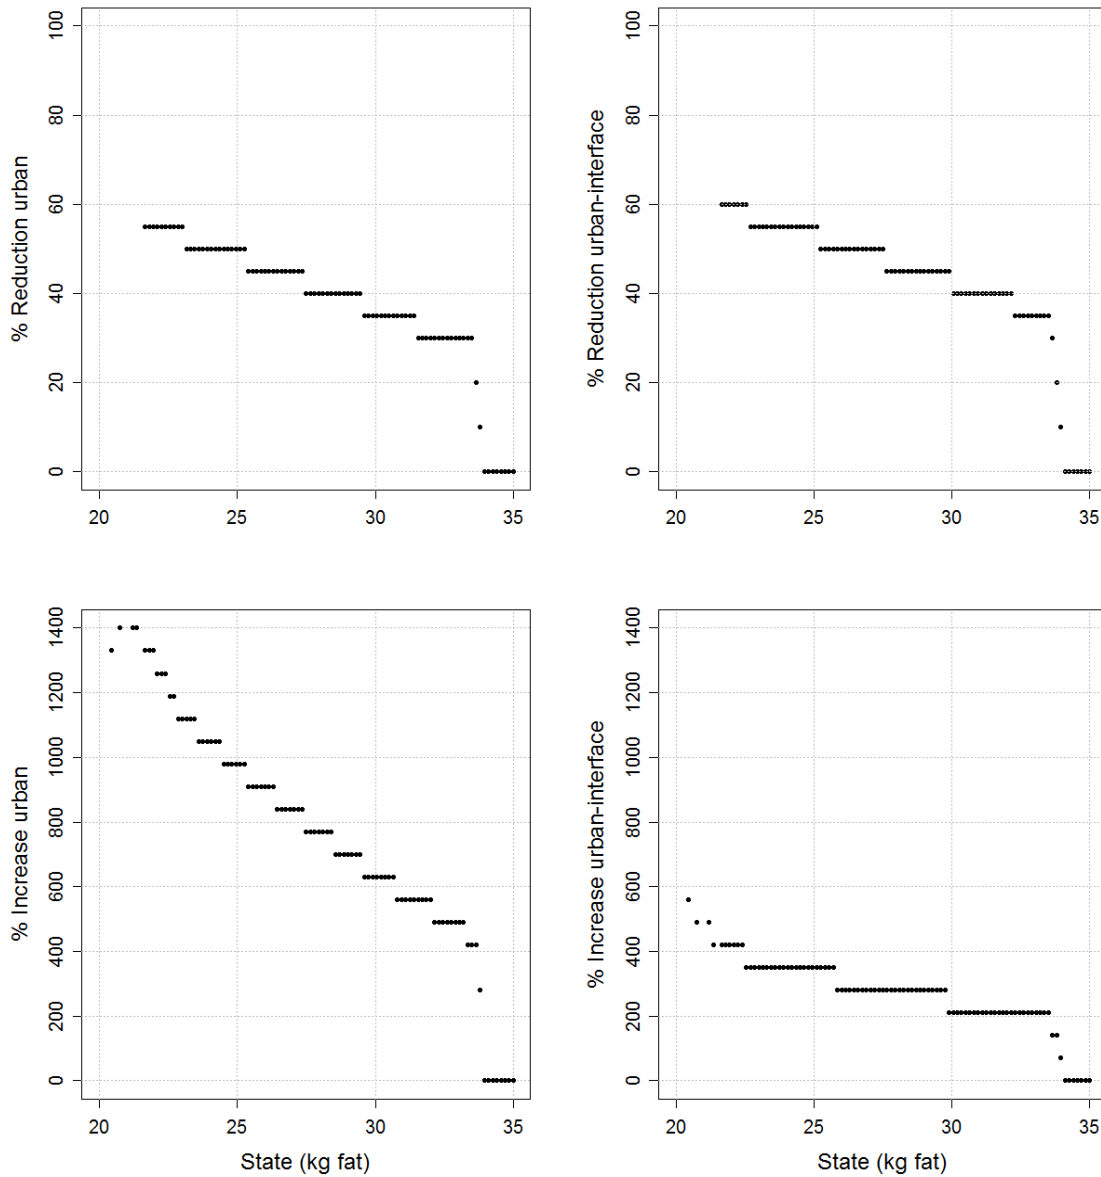 % Reduction urban
100
80
60
40
20
0
20 25 30 35
% Reduction urban-interface
100
80
60
40
20
0
20 25 30 35
% Increase urban
1400
1200
1000
800
600
400
200
0
20 25 30 35
State (kg fat)
% Increase urban-interface
1400
1200
1000
800
600
400
200
0
20 25 30 35
State (kg fat)